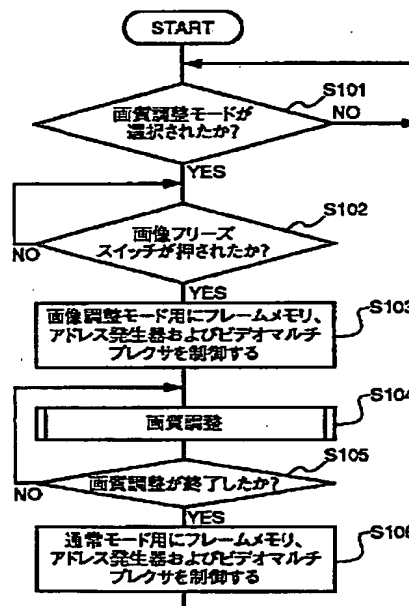 START
S101
画質調整モードが
選択されたか?
NO
YES
S102
画像フリーズ
スイッチが押されたか?
NO
YES
S103
画像調整モード用にフレームメモリ、
アドレス発生器およびビデオマルチ
プレクサを制御する
S104
画質調整
S105
画質調整が終了したか?
NO
YES
S106
通常モード用にフレームメモリ、
アドレス発生器およびビデオマルチ
プレクサを制御する